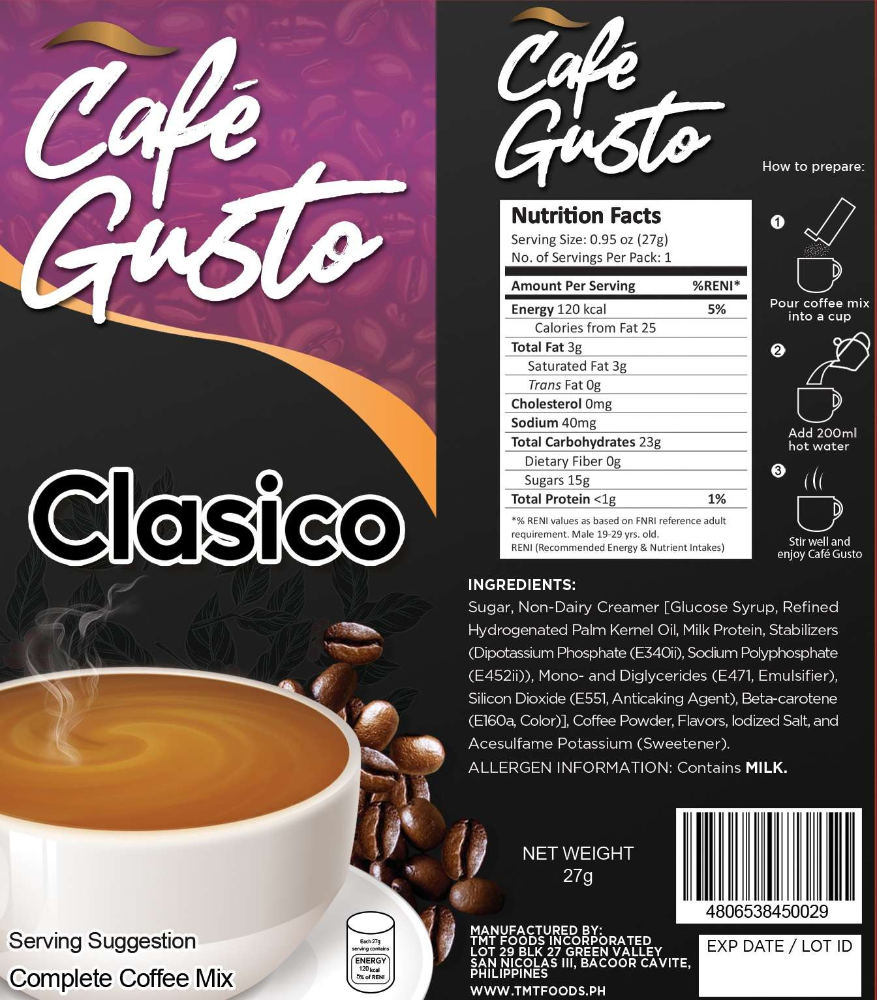 Café
Gusto
Clasico
Serving Suggestion
Complete Coffee Mix
Each 27g
serving contains
ENERGY
120 kcal
5% of RENI
Café
Gusto
Nutrition Facts
Serving Size: 0.95 oz (27g)
No. of Servings Per Pack: 1
Amount Per Serving %RENI*
Energy 120 kcal 5%
Calories from Fat 25
Total Fat 3g
Saturated Fat 3g
Trans Fat 0g
Cholesterol 0mg
Sodium 40mg
Total Carbohydrates 23g
Dietary Fiber 0g
Sugars 15g
Total Protein <1g 1%
*% RENI values as based on FNRI reference adult
requirement. Male 19-29 yrs. old.
RENI (Recommended Energy & Nutrient Intakes)
How to prepare:
1
Pour coffee mix
into a cup
2
Add 200ml
hot water
3
Stir well and
enjoy Café Gusto
INGREDIENTS:
Sugar, Non-Dairy Creamer [Glucose Syrup, Refined
Hydrogenated Palm Kernel Oil, Milk Protein, Stabilizers
(Dipotassium Phosphate (E340ii), Sodium Polyphosphate
(E452ii)), Mono- and Diglycerides (E471, Emulsifier),
Silicon Dioxide (E551, Anticaking Agent), Beta-carotene
(E160a, Color)], Coffee Powder, Flavors, Iodized Salt, and
Acesulfame Potassium (Sweetener).
ALLERGEN INFORMATION: Contains MILK.
NET WEIGHT
27g
4806538450029
MANUFACTURED BY:
TMT FOODS INCORPORATED
LOT 29 BLK 27 GREEN VALLEY
SAN NICOLAS III, BACOOR CAVITE,
PHILIPPINES
WWW.TMTFOODS.PH
EXP DATE / LOT ID